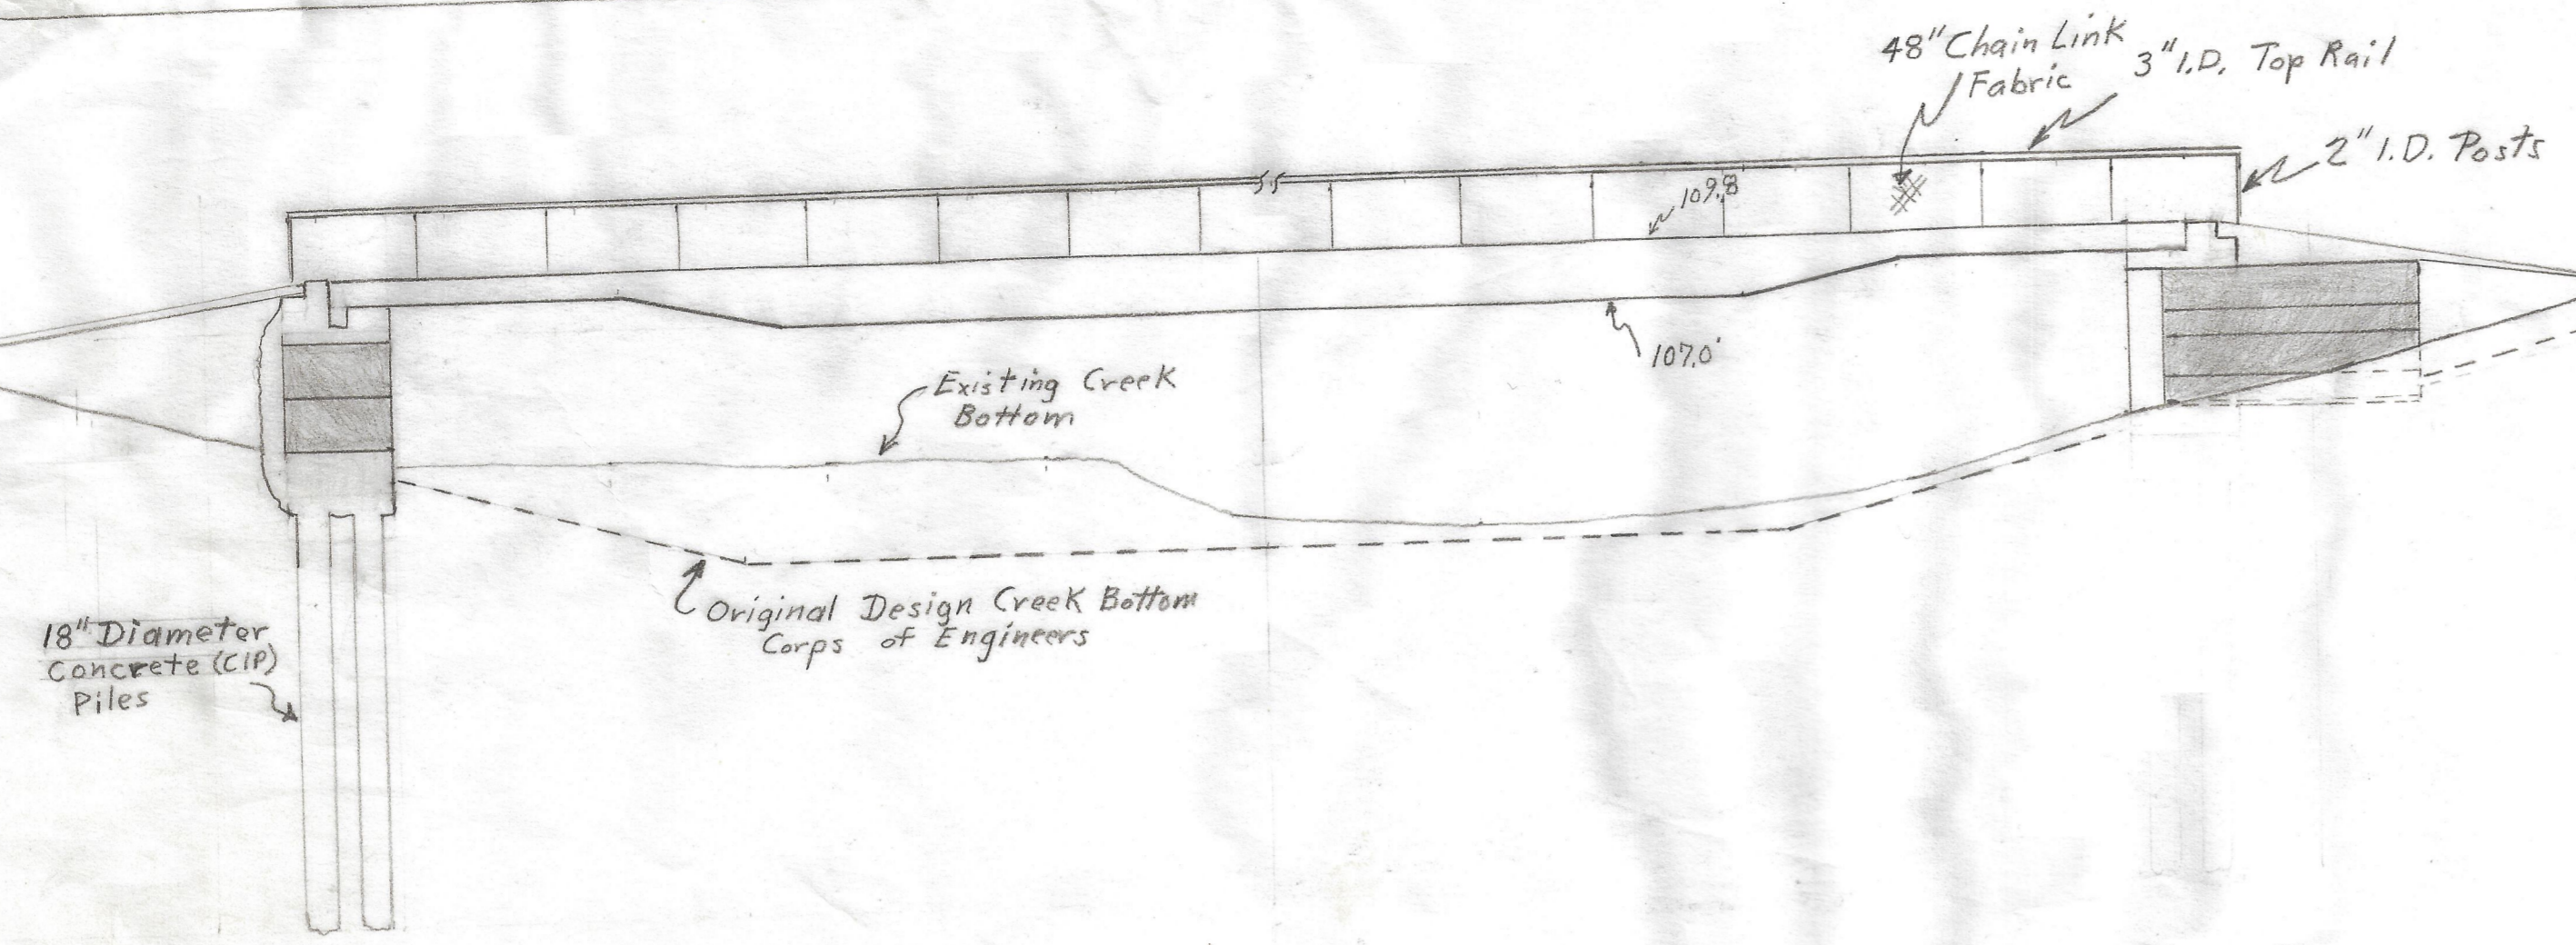 48" Chain Link
Fabric
3" I.D. Top Rail
2" I.D. Posts
109.8
107.0'
Existing Creek
Bottom
Original Design Creek Bottom
Corps of Engineers
18" Diameter
Concrete (CIP)
Piles